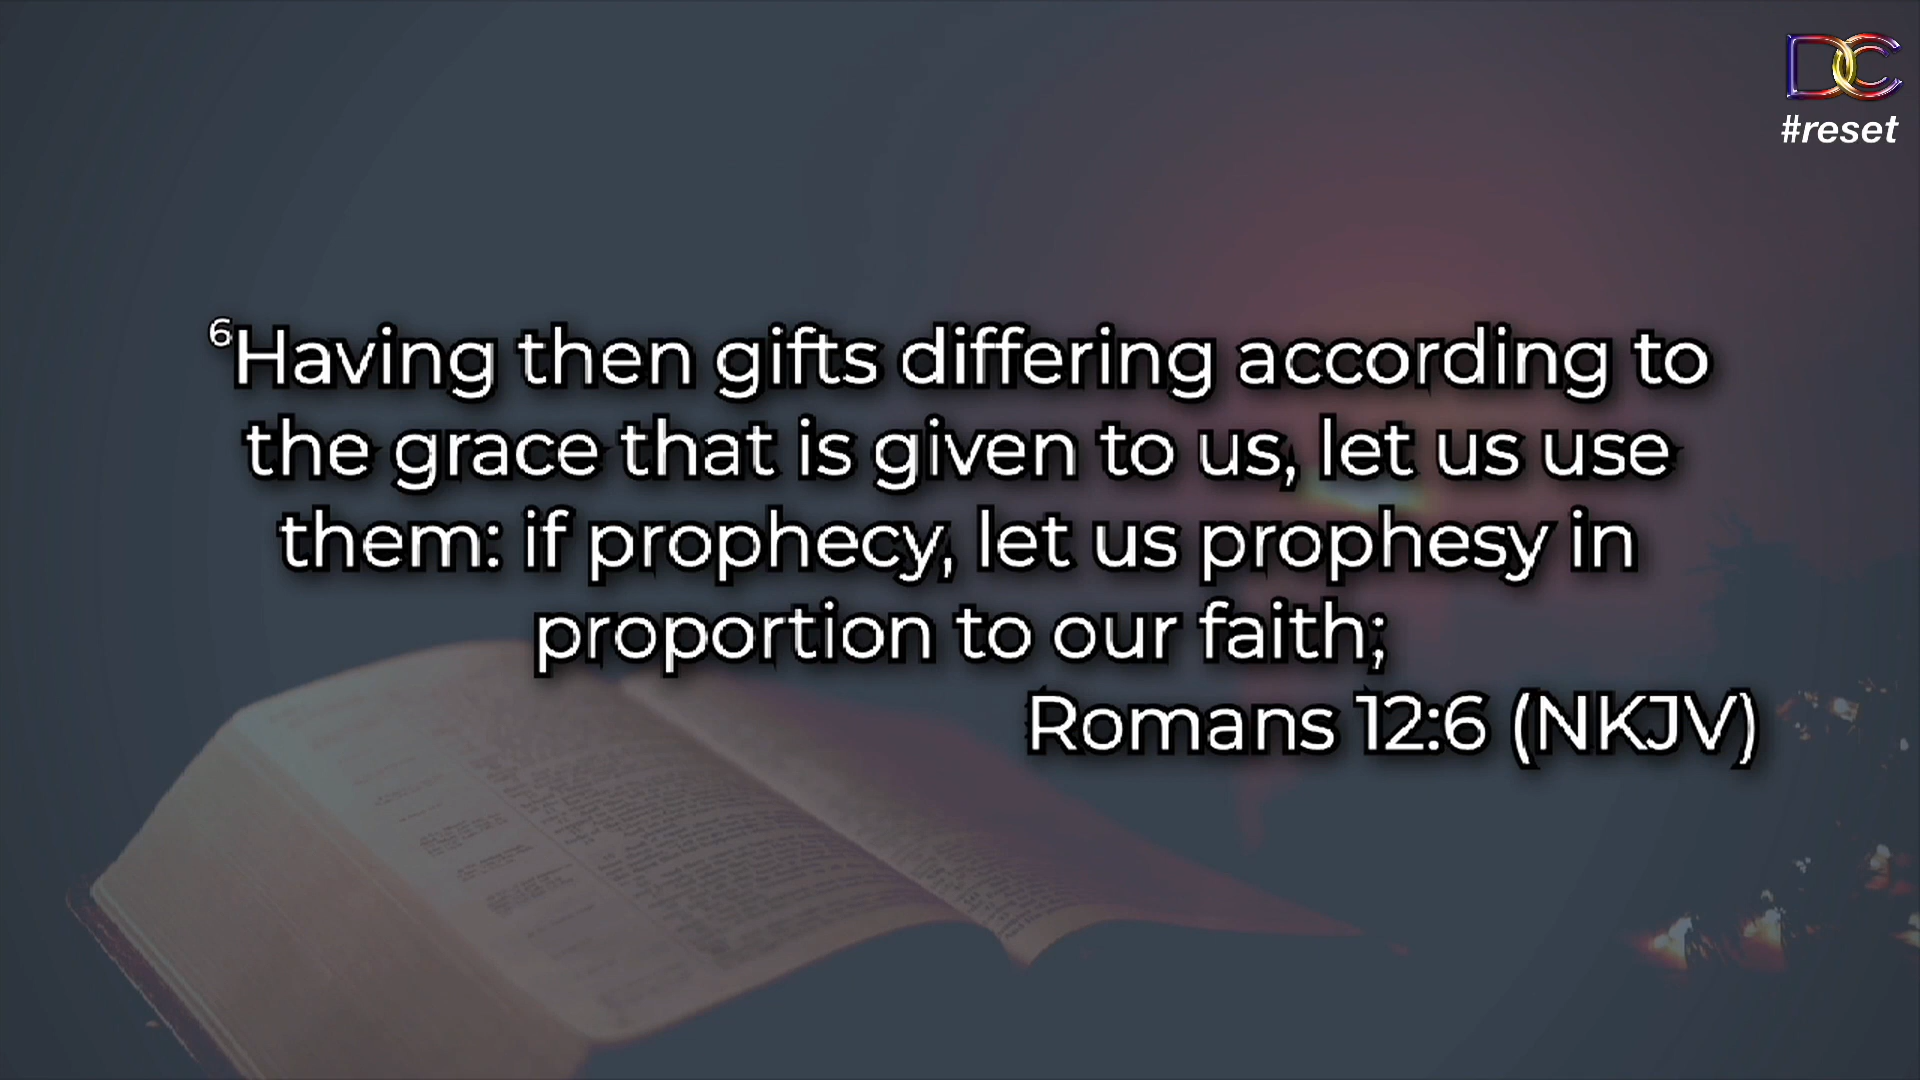 DC
#reset
⁶Having then gifts differing according to
the grace that is given to us, let us use
them: if prophecy, let us prophesy in
proportion to our faith;
Romans 12:6 (NKJV)